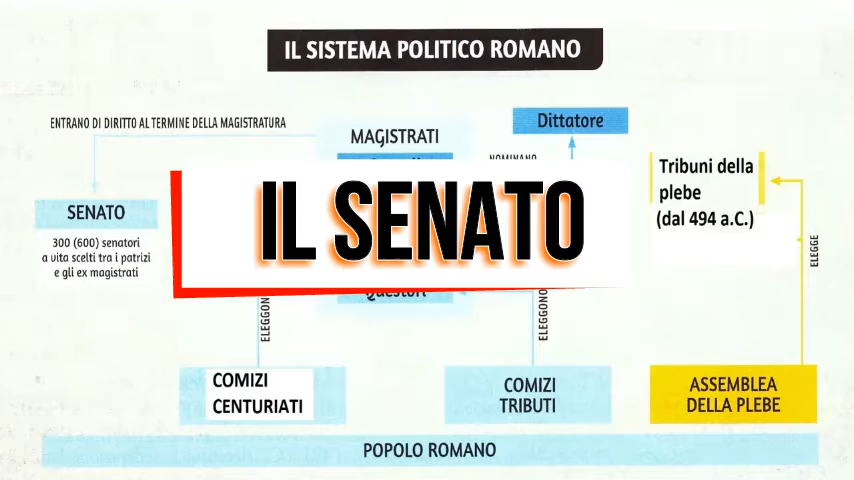 IL SISTEMA POLITICO ROMANO
ENTRANO DI DIRITTO AL TERMINE DELLA MAGISTRATURA
MAGISTRATI
Dittatore
NOMINANO
Tribuni della
plebe
(dal 494 a.C.)
SENATO
300 (600) senatori
a vita scelti tra i patrizi
e gli ex magistrati
IL SENATO
ELEGGE
Questori
ELEGGONO
ELEGGONO
COMIZI
CENTURIATI
COMIZI
TRIBUTI
ASSEMBLEA
DELLA PLEBE
POPOLO ROMANO